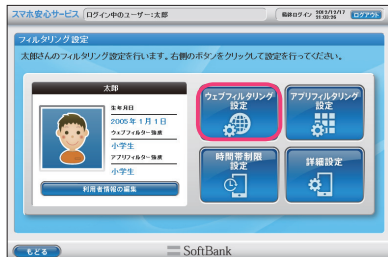 スマホ安心サービス ログイン中のユーザー:太郎 最終ログイン 2013/12/17 11:03:26 ログアウト
フィルタリング設定
太郎さんのフィルタリング設定を行います。右側のボタンをクリックして設定を行ってください。
太郎
生年月日
2005年1月1日
ウェブフィルター強度
小学生
アプリフィルター強度
小学生
利用者情報の編集
ウェブフィルタリング
設定
アプリフィルタリング
設定
時間帯制限
設定
詳細設定
もどる
SoftBank